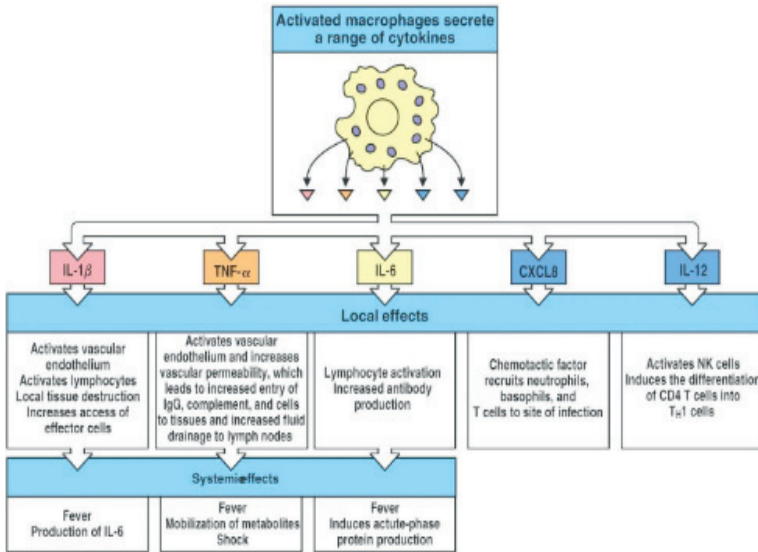 Activated macrophages secrete
a range of cytokines
IL-1β
TNF-α
IL-6
CXCL8
IL-12
Local effects
Activates vascular
endothelium
Activates lymphocytes
Local tissue destruction
Increases access of
effector cells
Activates vascular
endothelium and increases
vascular permeability, which
leads to increased entry of
IgG, complement, and cells
to tissues and increased fluid
drainage to lymph nodes
Lymphocyte activation
Increased antibody
production
Chemotactic factor
recruits neutrophils,
basophils, and
T cells to site of infection
Activates NK cells
Induces the differentiation
of CD4 T cells into
TH1 cells
Systemic effects
Fever
Production of IL-6
Fever
Mobilization of metabolites
Shock
Fever
Induces actute-phase
protein production